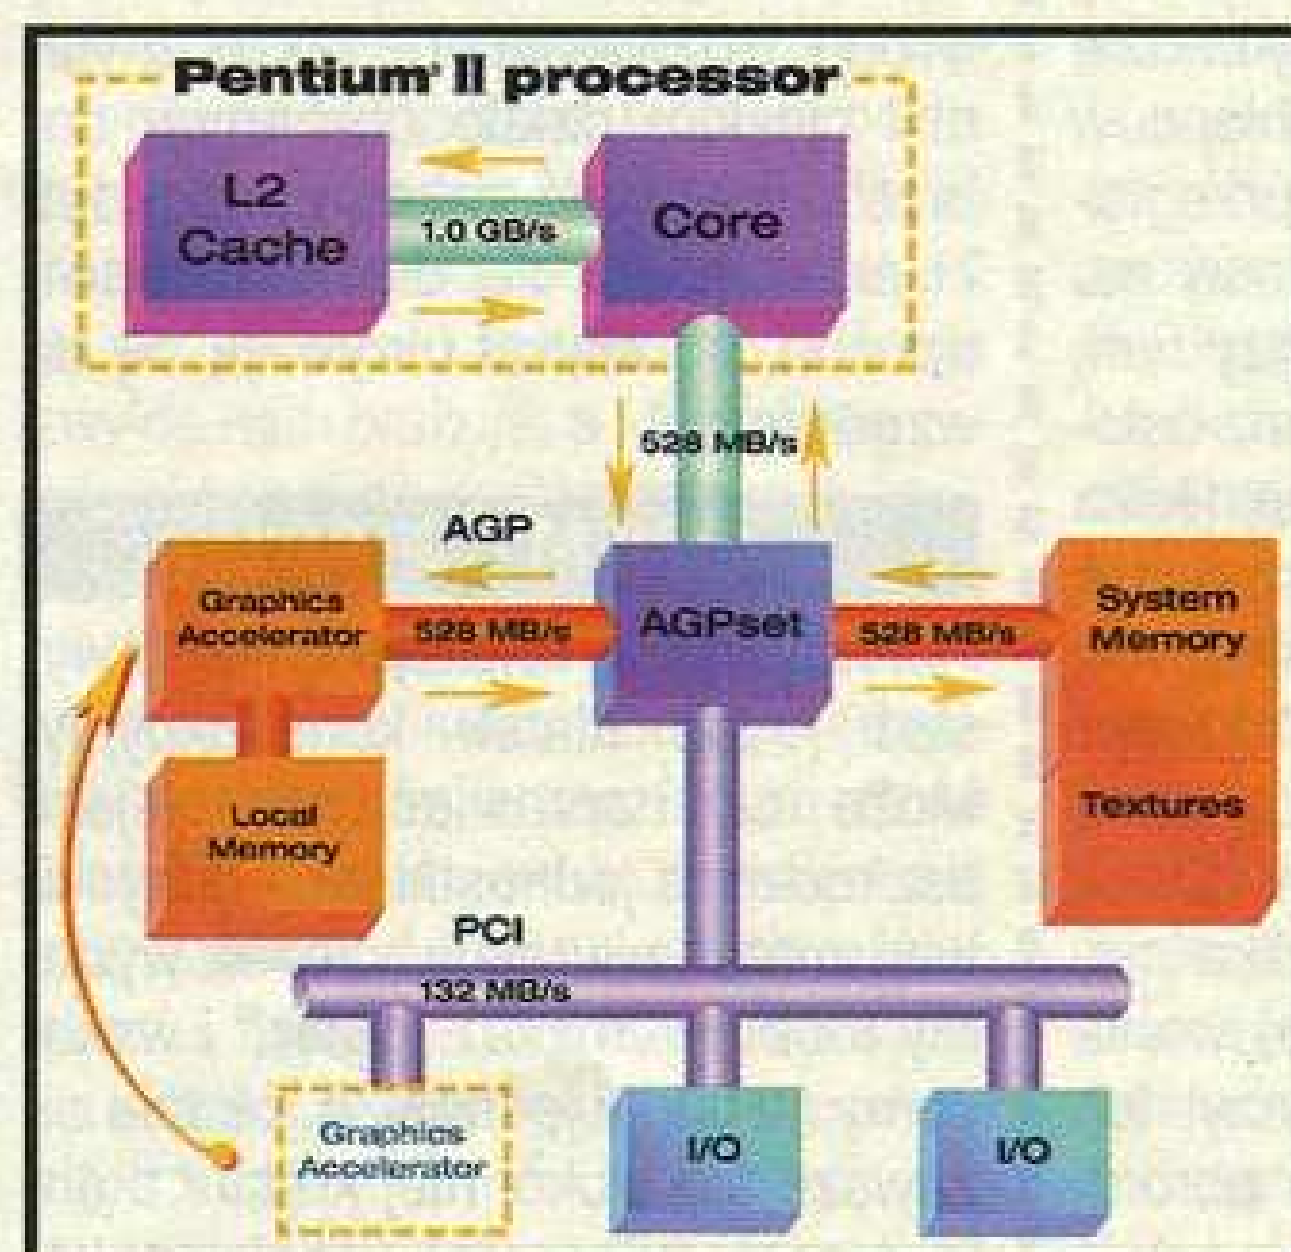 Pentium® II processor
L2
Cache
1.0 GB/s
Core
528 MB/s
AGP
Graphics
Accelerator
528 MB/s
AGPset
528 MB/s
System
Memory
Local
Memory
Textures
PCI
132 MB/s
Graphics
Accelerator
I/O
I/O